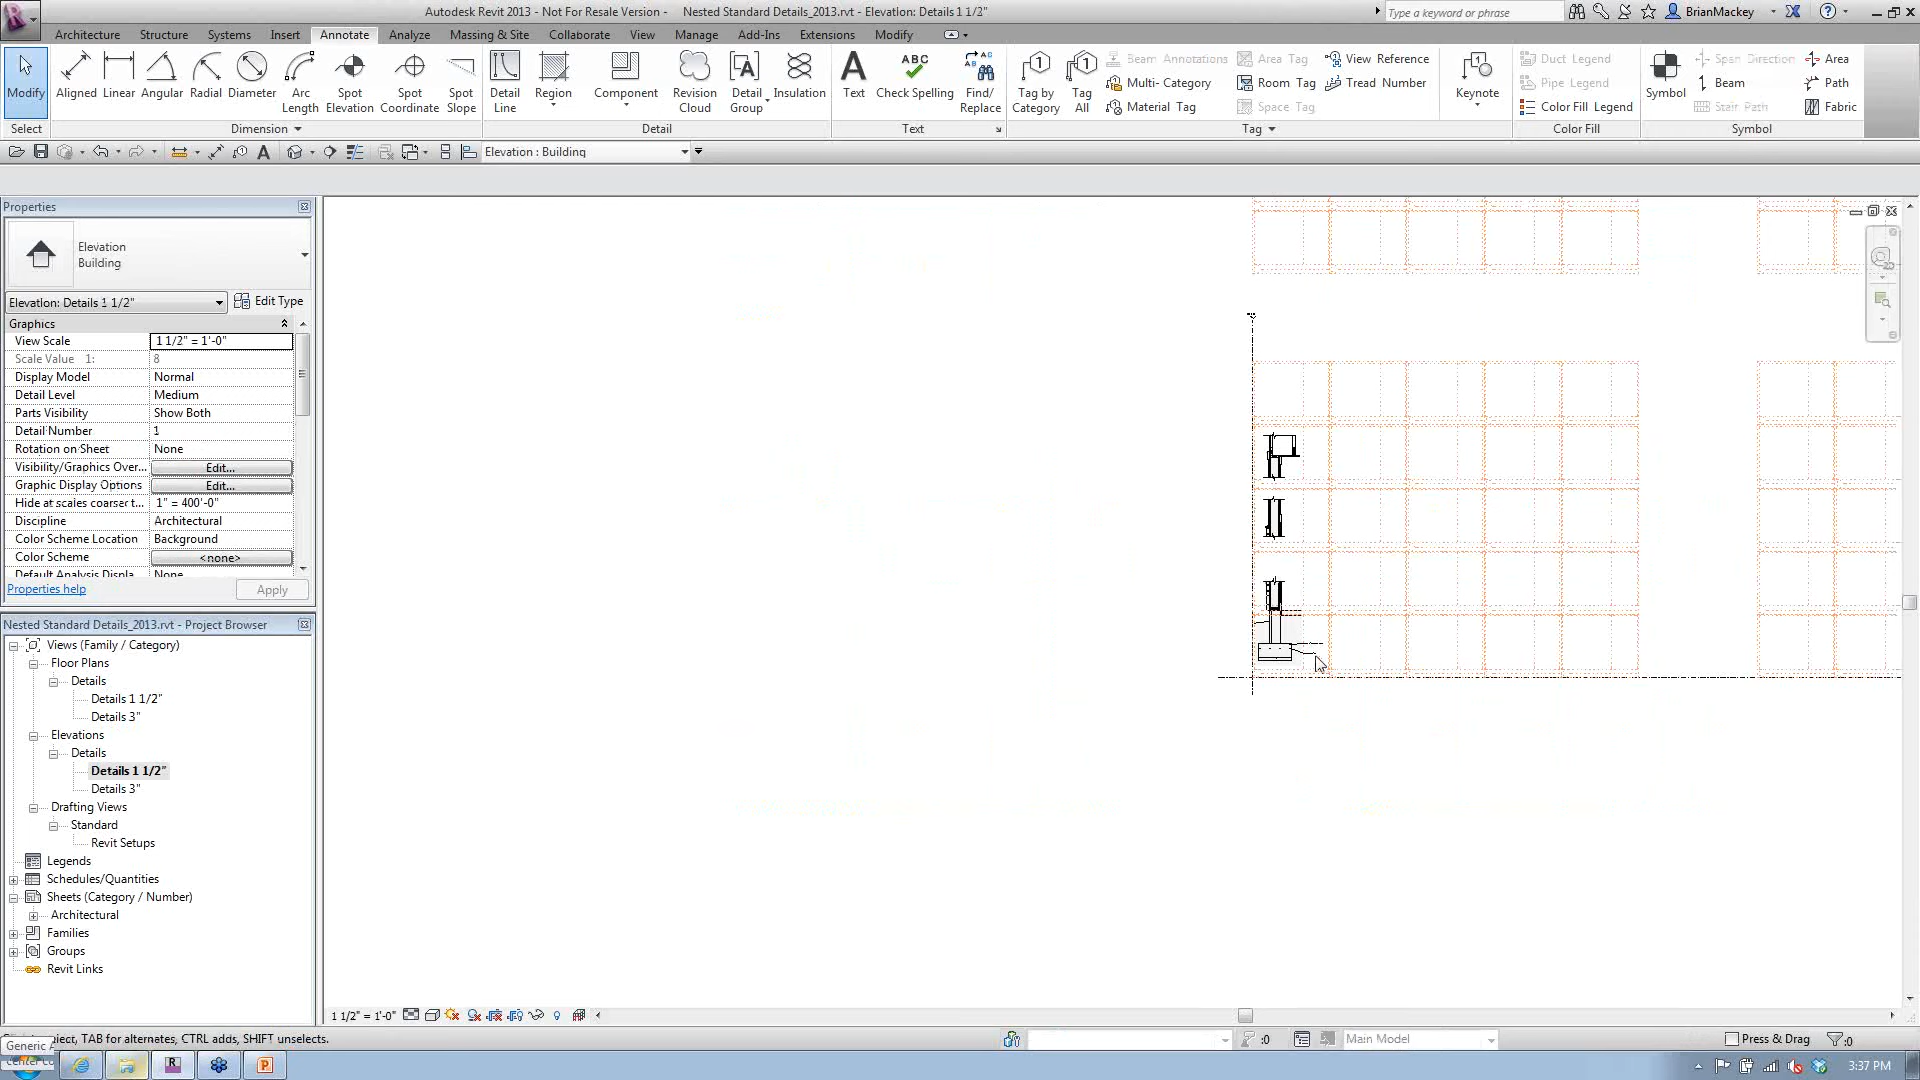 Autodesk Revit 2013 - Not For Resale Version - Nested Standard Details_2013.rvt - Elevation: Details 1 1/2"
Type a keyword or phrase
BrianMackey
Architecture Structure Systems Insert Annotate Analyze Massing & Site Collaborate View Manage Add-Ins Extensions Modify
Modify Aligned Linear Angular Radial Diameter Arc Length Spot Elevation Spot Coordinate Spot Slope
Detail Line Region Component Revision Cloud Detail Group Insulation
Text ABC Check Spelling Find/ Replace
Tag by Category Tag All Beam Annotations Multi- Category Material Tag
Area Tag Room Tag Space Tag View Reference Tread Number
Keynote Duct Legend Pipe Legend Color Fill Legend
Symbol Span Direction Beam Stair Path Area Path Fabric
Select Dimension Detail Text Tag Color Fill Symbol
Elevation : Building
Properties
Elevation
Building
Elevation: Details 1 1/2" Edit Type
Graphics
View Scale 1 1/2" = 1'-0"
Scale Value 1: 8
Display Model Normal
Detail Level Medium
Parts Visibility Show Both
Detail Number 1
Rotation on Sheet None
Visibility/Graphics Over... Edit...
Graphic Display Options Edit...
Hide at scales coarser t... 1" = 400'-0"
Discipline Architectural
Color Scheme Location Background
Color Scheme <none>
Default Analysis Displa... None
Properties help Apply
Nested Standard Details_2013.rvt - Project Browser
Views (Family / Category)
Floor Plans
Details
Details 1 1/2"
Details 3"
Elevations
Details
Details 1 1/2"
Details 3"
Drafting Views
Standard
Revit Setups
Legends
Schedules/Quantities
Sheets (Category / Number)
Architectural
Families
Groups
Revit Links
1 1/2" = 1'-0"
ject, TAB for alternates, CTRL adds, SHIFT unselects.
:0 Main Model Press & Drag :0
Generic A
3:37 PM